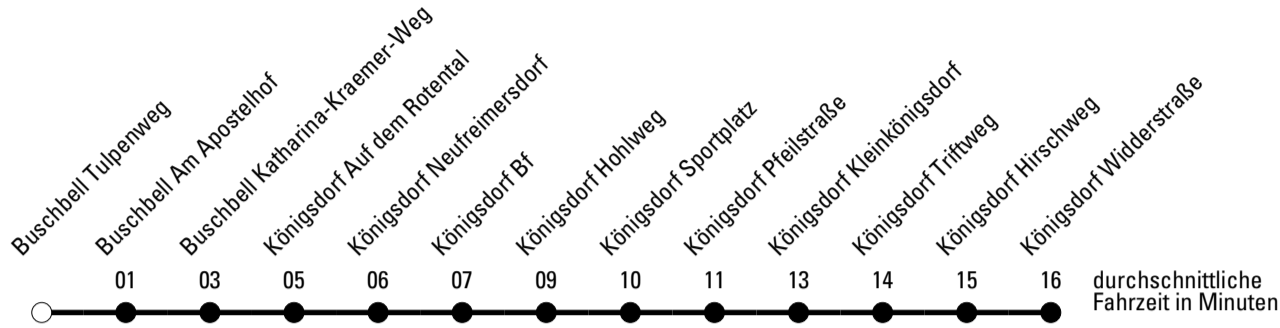 Buschbell Tulpenweg
Buschbell Am Apostelhof
Buschbell Katharina-Kraemer-Weg
Königsdorf Auf dem Rotental
Königsdorf Neufreimersdorf
Königsdorf Bf
Königsdorf Hohlweg
Königsdorf Sportplatz
Königsdorf Pfeilstraße
Königsdorf Kleinkönigsdorf
Königsdorf Triftweg
Königsdorf Hirschweg
Königsdorf Widderstraße
01 03 05 06 07 09 10 11 13 14 15 16
durchschnittliche
Fahrzeit in Minuten